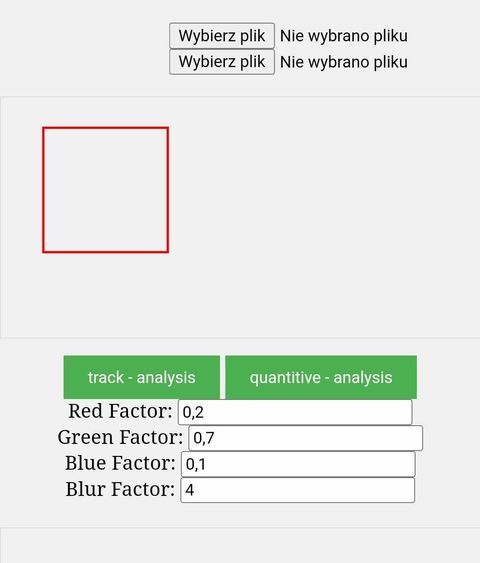 Wybierz plik Nie wybrano pliku
Wybierz plik Nie wybrano pliku
track - analysis quantitive - analysis
Red Factor: 0,2
Green Factor: 0,7
Blue Factor: 0,1
Blur Factor: 4